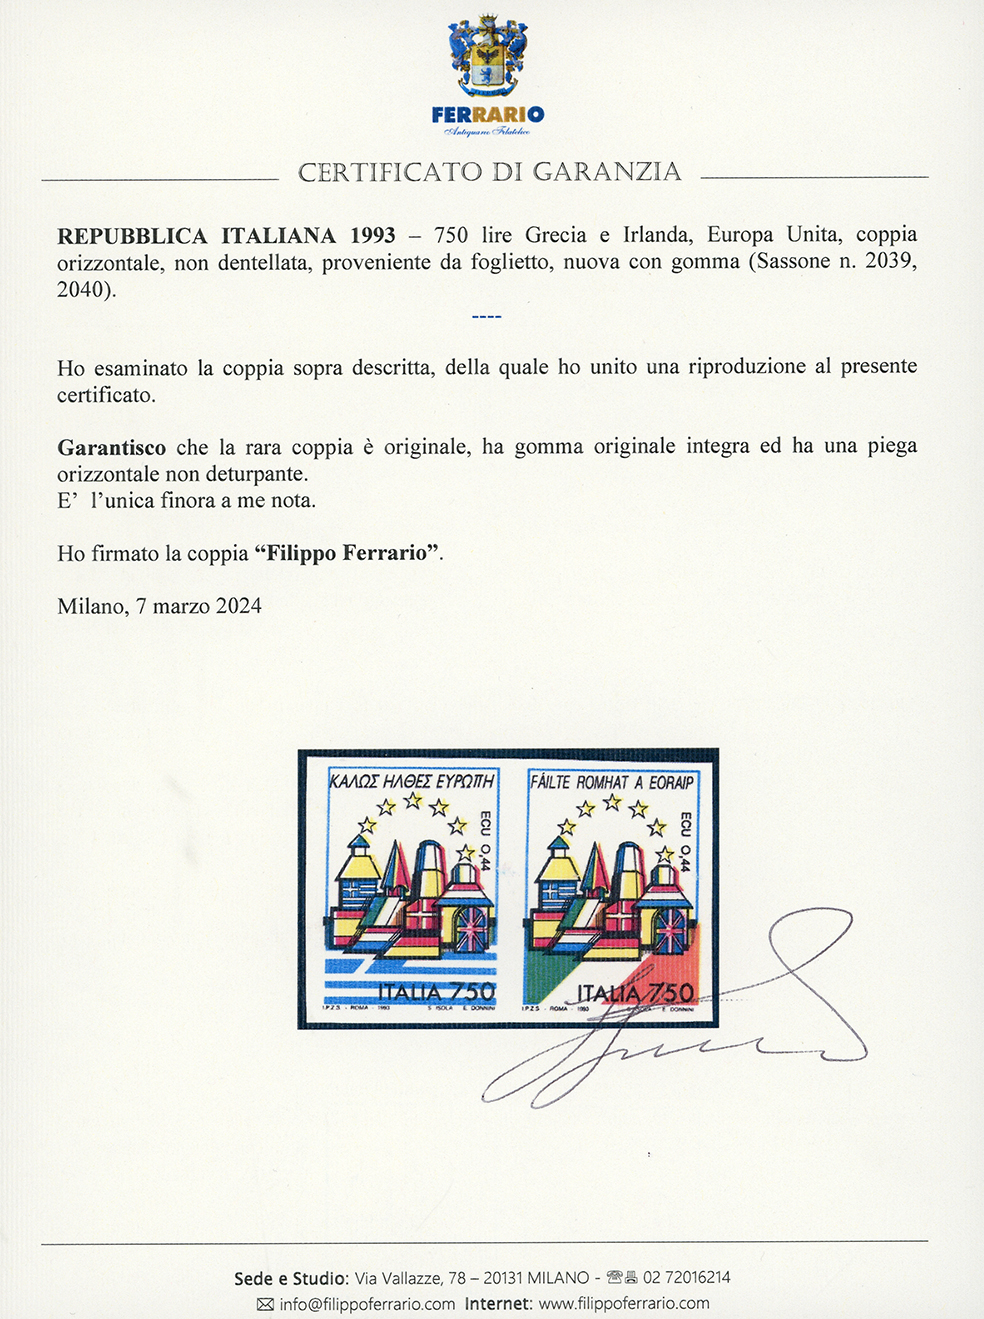 FERRARIO
Antiquario Filatelico
CERTIFICATO DI GARANZIA
REPUBBLICA ITALIANA 1993 – 750 lire Grecia e Irlanda, Europa Unita, coppia
orizzontale, non dentellata, proveniente da foglietto, nuova con gomma (Sassone n. 2039,
2040).
----
Ho esaminato la coppia sopra descritta, della quale ho unito una riproduzione al presente
certificato.
Garantisco che la rara coppia è originale, ha gomma originale integra ed ha una piega
orizzontale non deturpante.
E’ l’unica finora a me nota.
Ho firmato la coppia “Filippo Ferrario”.
Milano, 7 marzo 2024
ΚΑΛΩΣ ΗΛΘΕΣ ΕΥΡΩΠΗ
ECU 0,44
ITALIA 750
I.P.Z.S. - ROMA - 1993 S. ISOLA E. DONNINI
FÁILTE ROMHAT A EORAIP
ECU 0,44
ITALIA 750
I.P.Z.S. - ROMA - 1993 S. ISOLA E. DONNINI
Sede e Studio: Via Vallazze, 78 – 20131 MILANO - ☎ 02 72016214
✉ info@filippoferrario.com Internet: www.filippoferrario.com